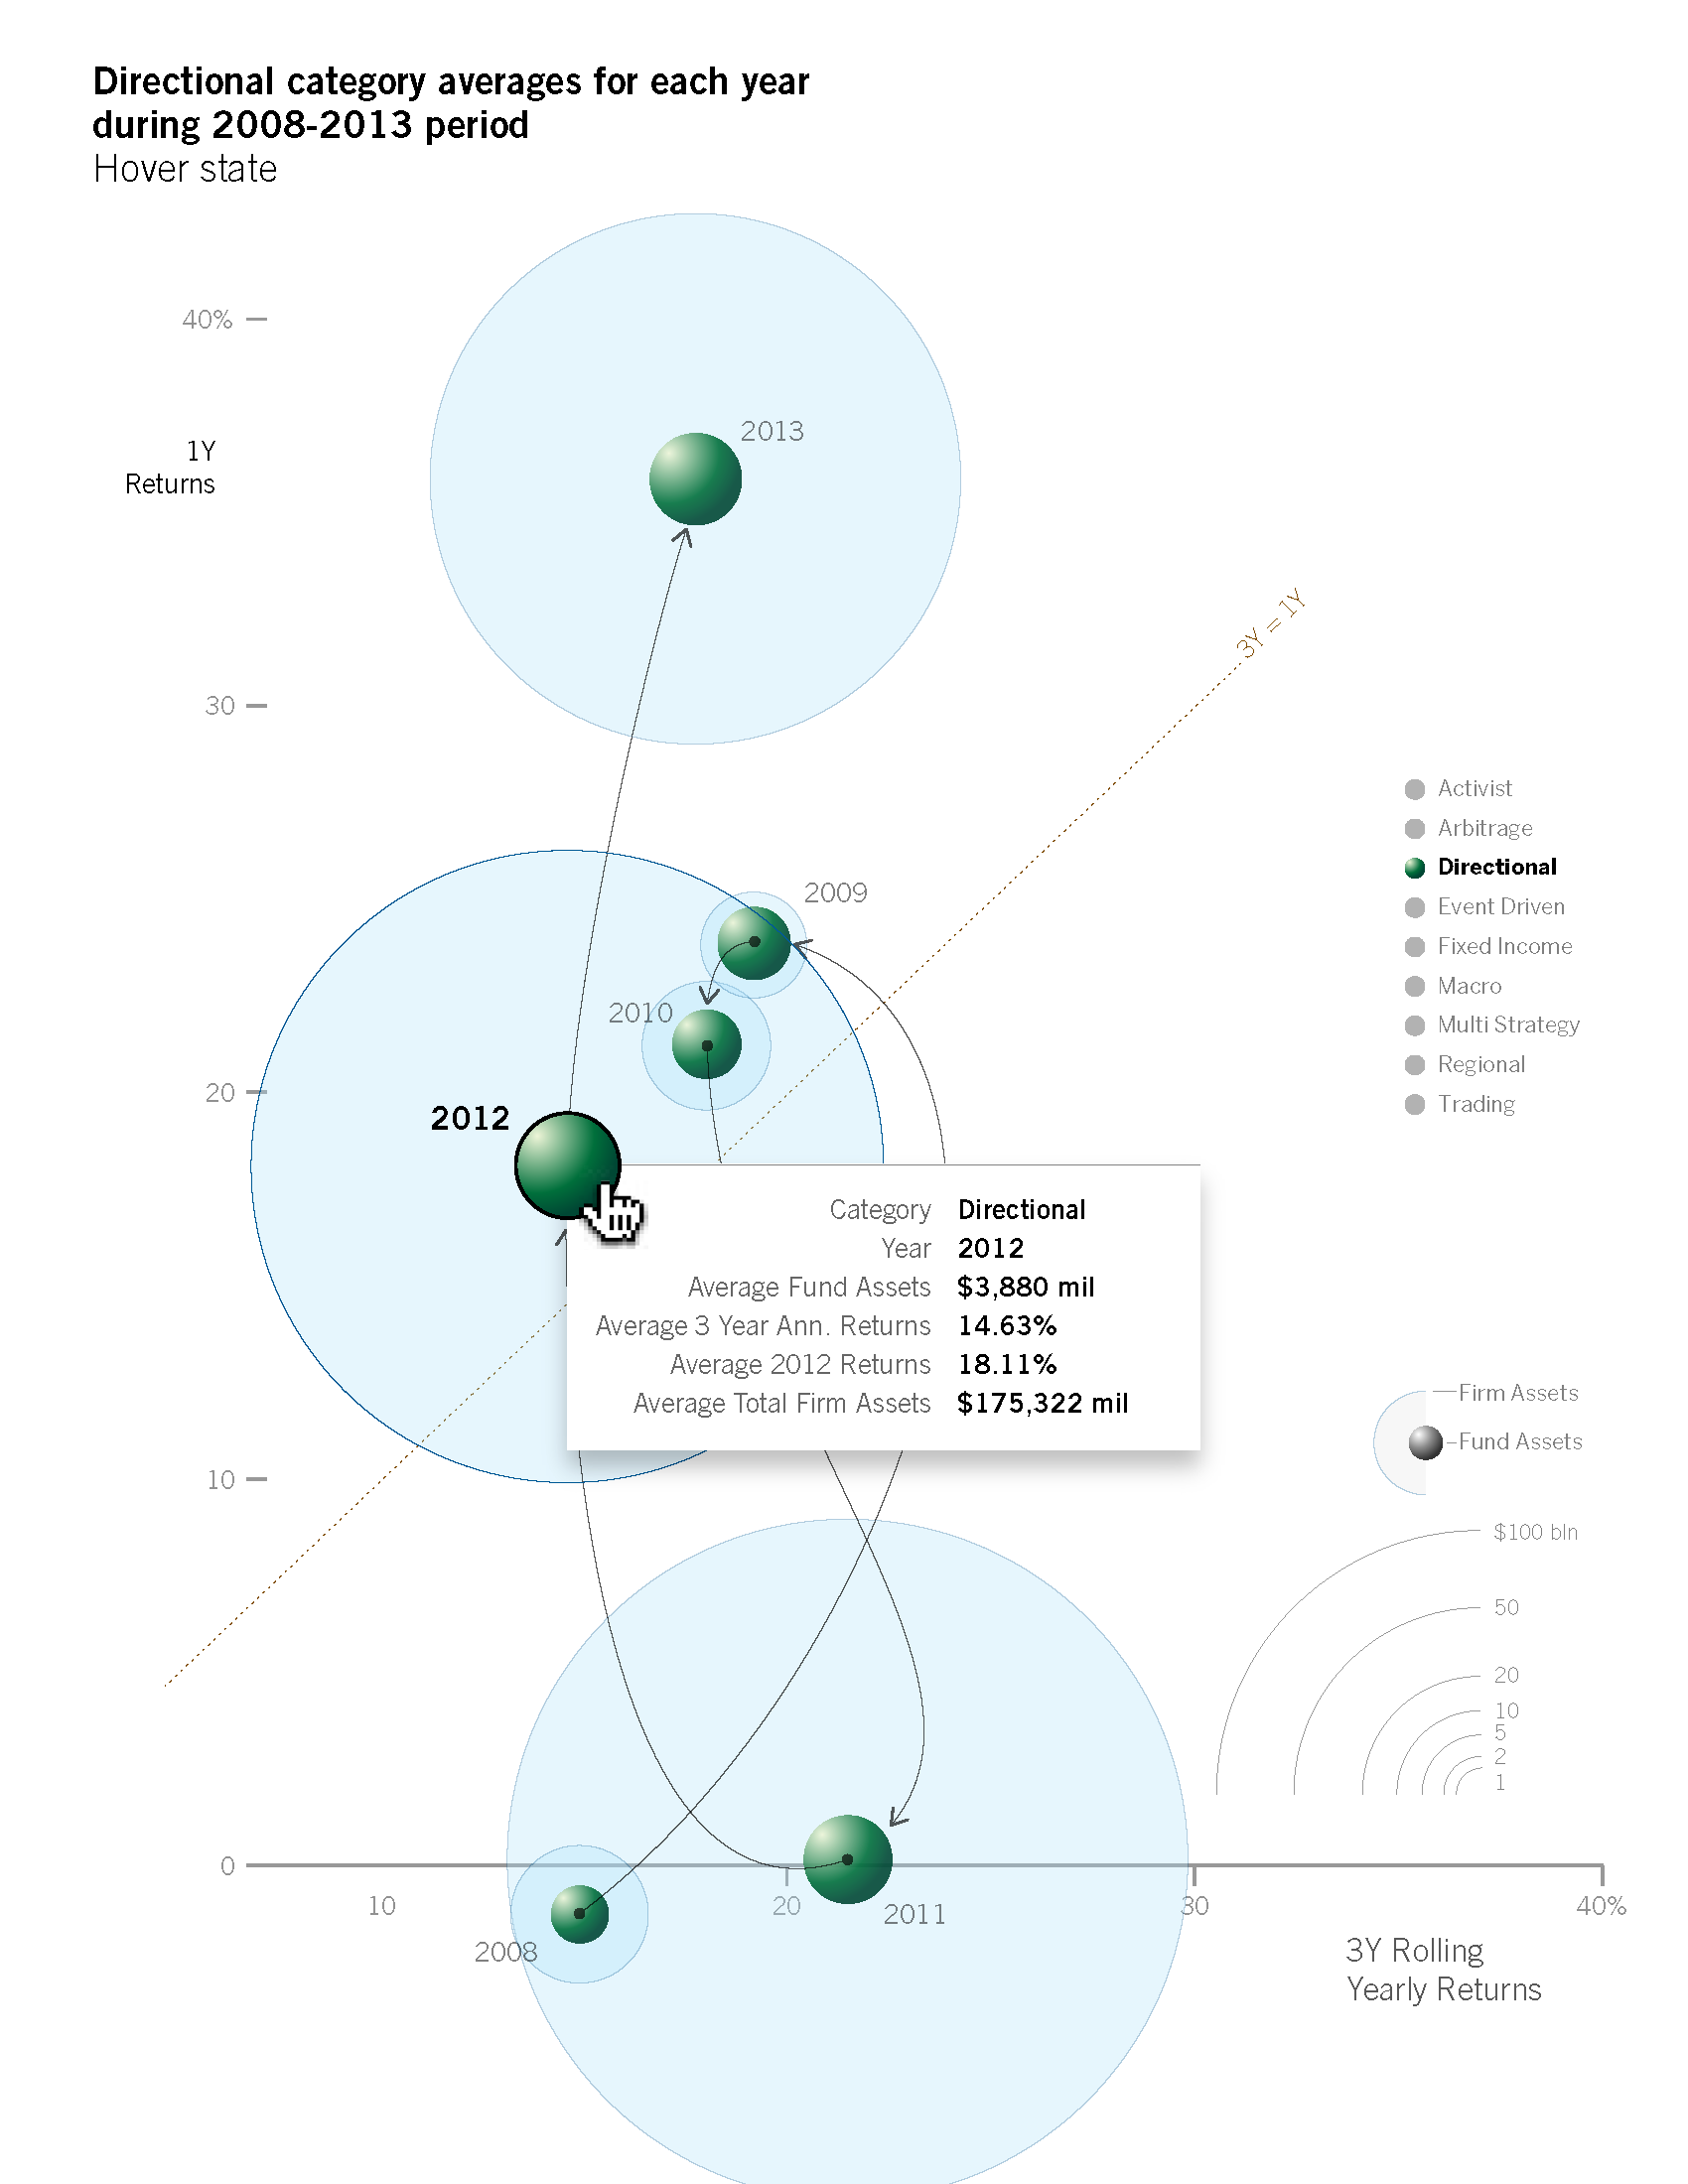 Directional category averages for each year
during 2008-2013 period
Hover state
40%
1Y
Returns
2013
3Y = 1Y
30
Activist
Arbitrage
Directional
Event Driven
Fixed Income
Macro
Multi Strategy
Regional
Trading
2009
2010
20
2012
Category Directional
Year 2012
Average Fund Assets $3,880 mil
Average 3 Year Ann. Returns 14.63%
Average 2012 Returns 18.11%
Average Total Firm Assets $175,322 mil
10
Firm Assets
Fund Assets
$100 bln
50
20
10
5
2
1
0
10 20 30 40%
2011
2008
3Y Rolling
Yearly Returns